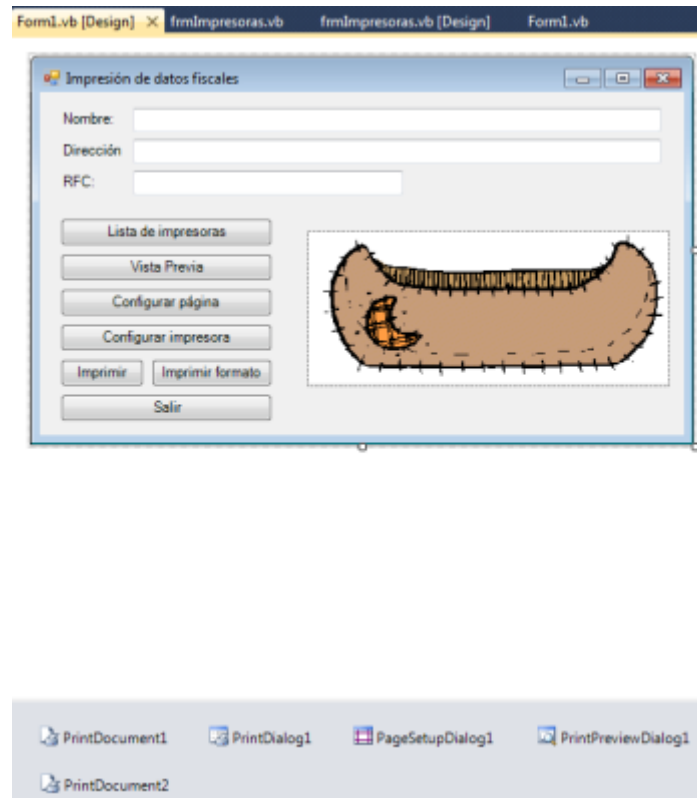 Form1.vb [Design] frmImpresoras.vb frmImpresoras.vb [Design] Form1.vb
Impresión de datos fiscales
Nombre:
Dirección
RFC:
Lista de impresoras
Vista Previa
Configurar página
Configurar impresora
Imprimir Imprimir formato
Salir
PrintDocument1 PrintDialog1 PageSetupDialog1 PrintPreviewDialog1
PrintDocument2